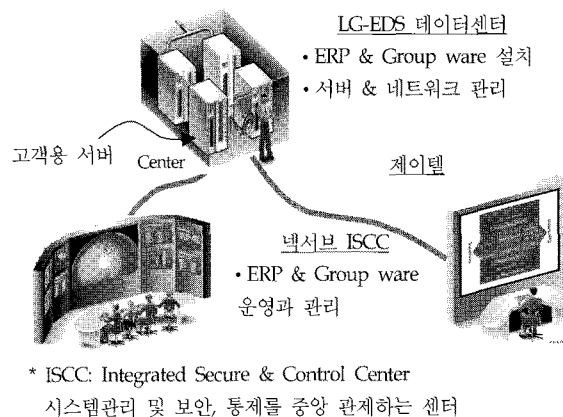 LG-EDS 데이터센터
• ERP & Group ware 설치
• 서버 & 네트워크 관리
고객용 서버
Center
제이텔
넥서브 ISCC
• ERP & Group ware
운영과 관리
* ISCC: Integrated Secure & Control Center
시스템관리 및 보안, 통제를 중앙 관제하는 센터